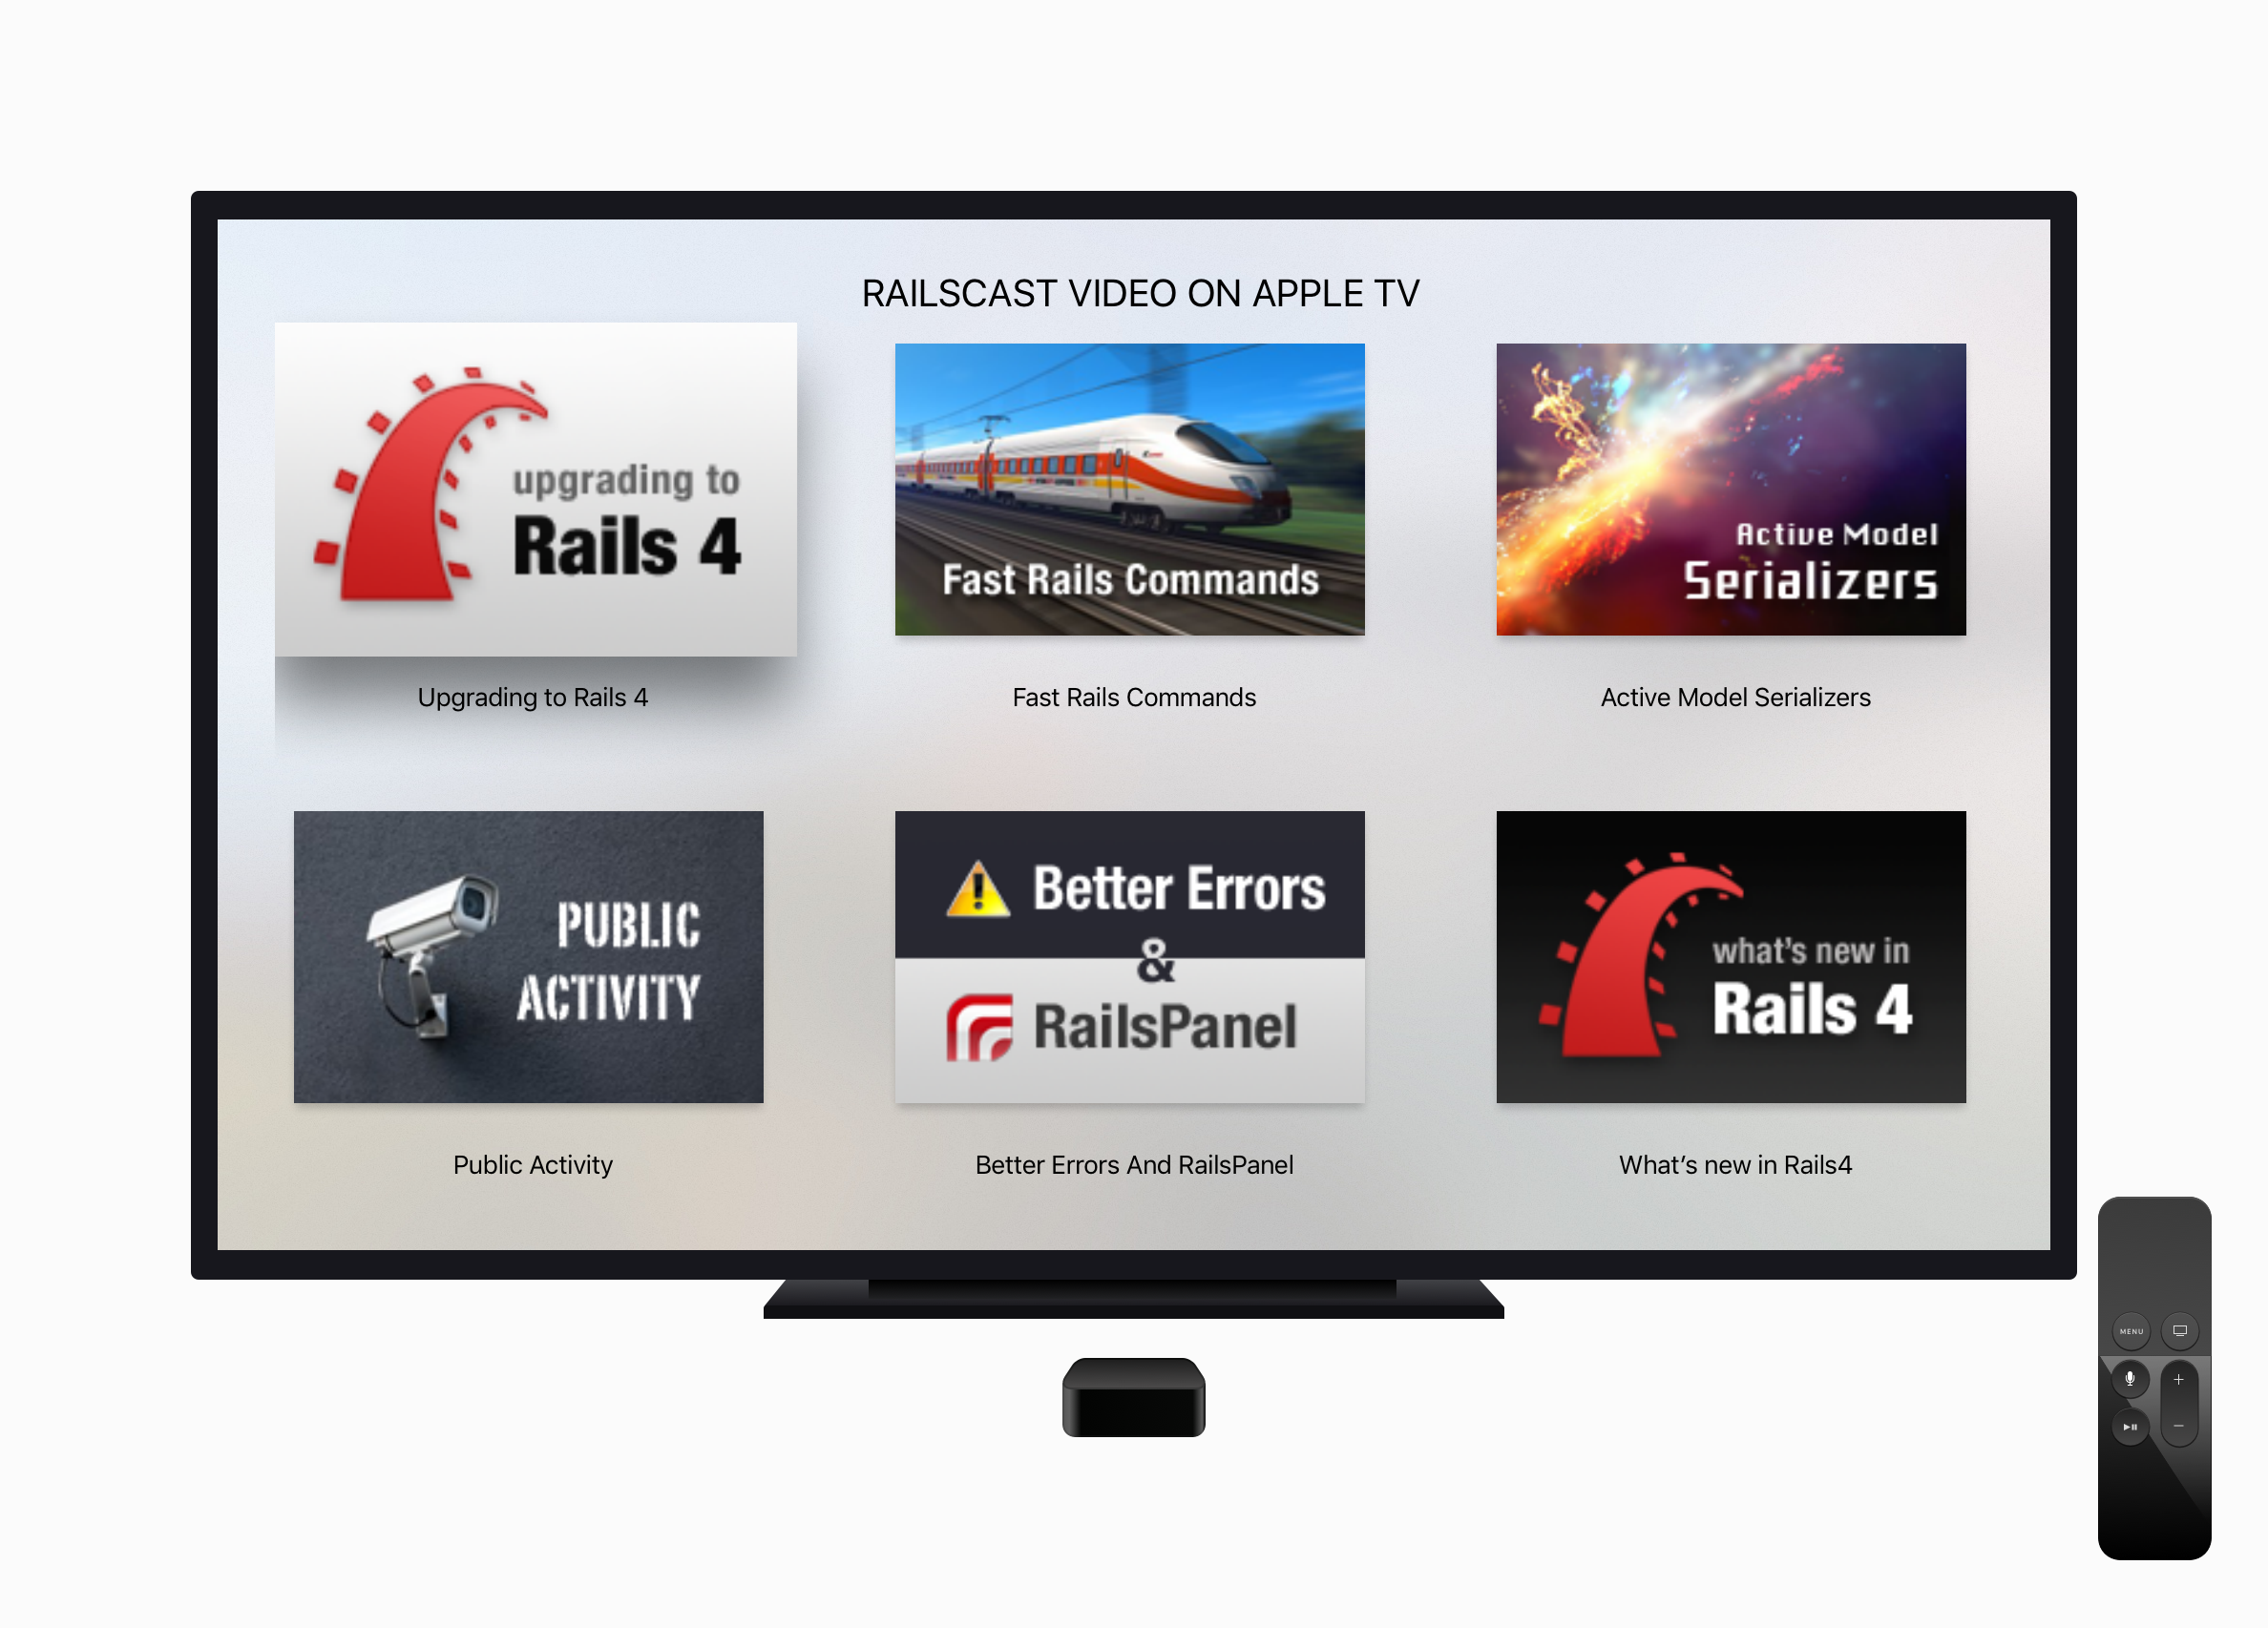 RAILSCAST VIDEO ON APPLE TV
upgrading to
Rails 4
Fast Rails Commands
Active Model
Serializers
Upgrading to Rails 4
Fast Rails Commands
Active Model Serializers
PUBLIC
ACTIVITY
Better Errors
&
RailsPanel
what's new in
Rails 4
Public Activity
Better Errors And RailsPanel
What’s new in Rails4
MENU
+
−